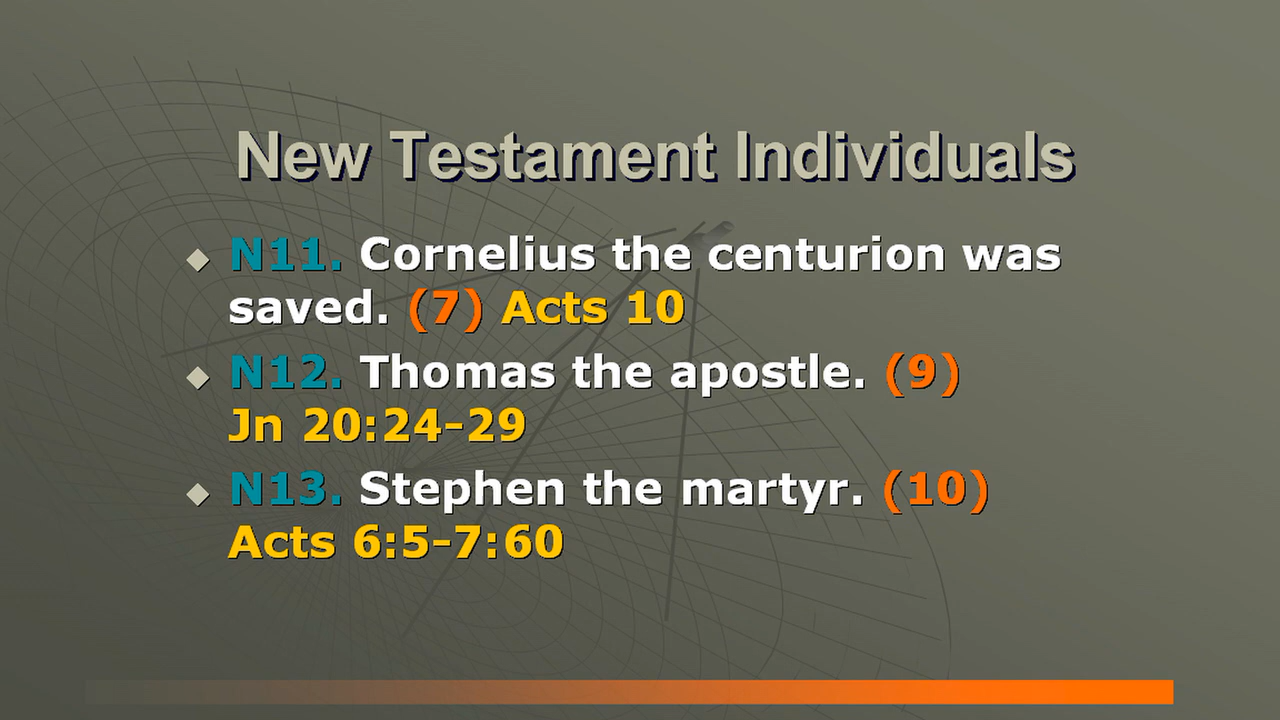 New Testament Individuals
N11. Cornelius the centurion was
saved. (7) Acts 10
N12. Thomas the apostle. (9)
Jn 20:24-29
N13. Stephen the martyr. (10)
Acts 6:5-7:60